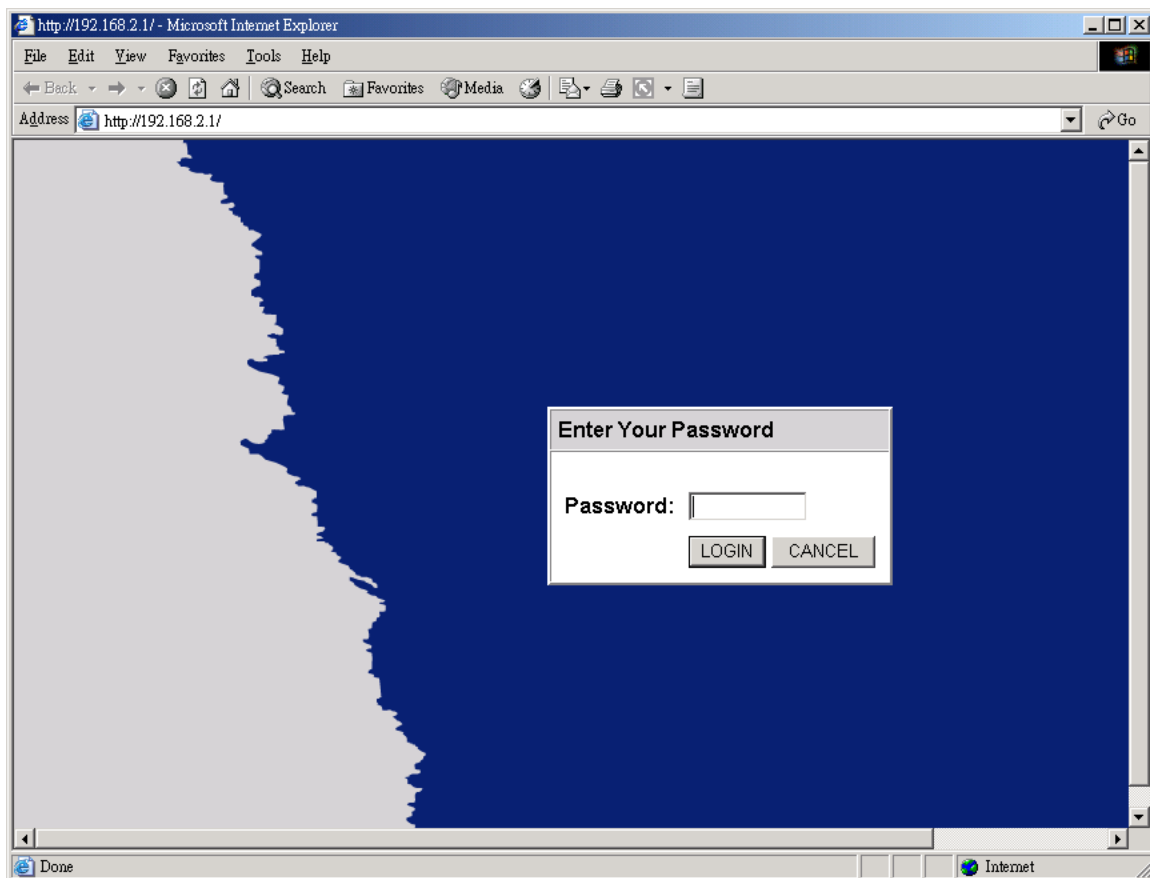 http://192.168.2.1/ - Microsoft Internet Explorer
File Edit View Favorites Tools Help
Back Search Favorites Media
Address http://192.168.2.1/ Go
Enter Your Password
Password:
LOGIN CANCEL
Done Internet